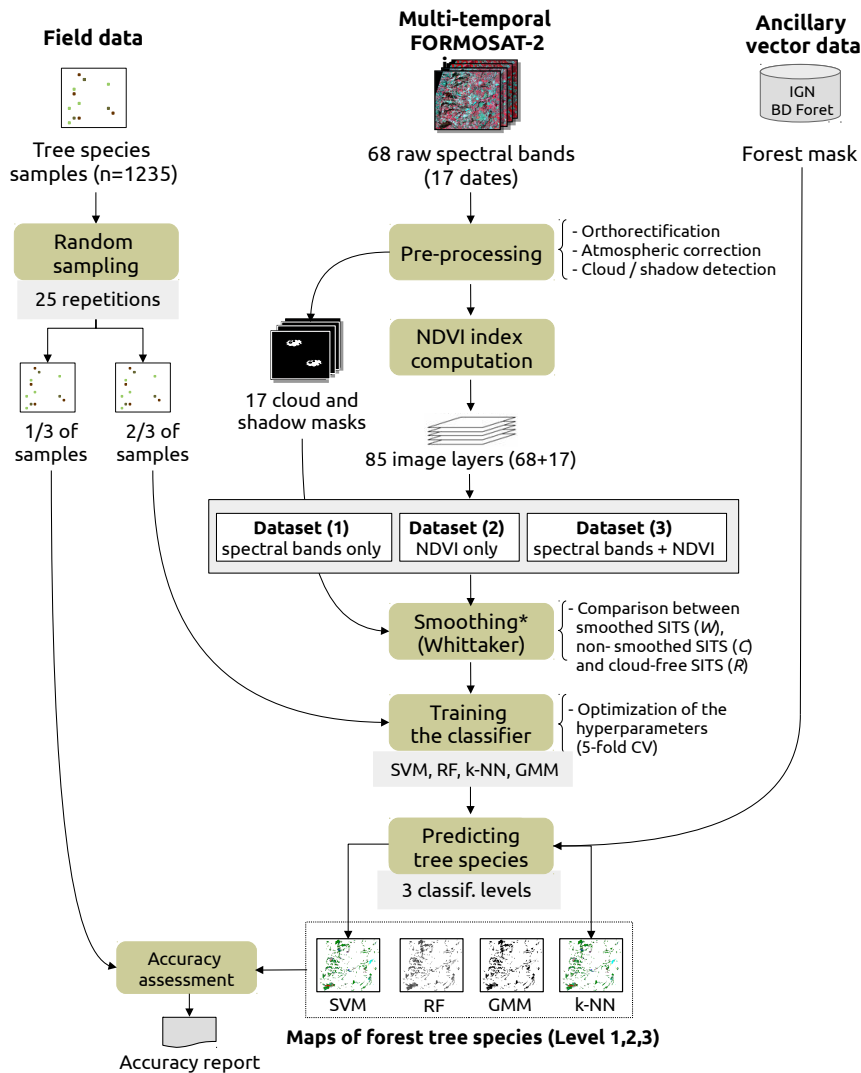 Field data
Multi-temporal
FORMOSAT-2
Ancillary
vector data
IGN
BD Foret
Tree species
samples (n=1235)
68 raw spectral bands
(17 dates)
Forest mask
Random
sampling
25 repetitions
Pre-processing
- Orthorectification
- Atmospheric correction
- Cloud / shadow detection
NDVI index
computation
17 cloud and
shadow masks
1/3 of
samples
2/3 of
samples
85 image layers (68+17)
Dataset (1)
spectral bands only
Dataset (2)
NDVI only
Dataset (3)
spectral bands + NDVI
Smoothing*
(Whittaker)
- Comparison between
smoothed SITS (W),
non- smoothed SITS (C)
and cloud-free SITS (R)
Training
the classifier
- Optimization of the
hyperparameters
(5-fold CV)
SVM, RF, k-NN, GMM
Predicting
tree species
3 classif. levels
Accuracy
assessment
SVM
RF
GMM
k-NN
Maps of forest tree species (Level 1,2,3)
Accuracy report